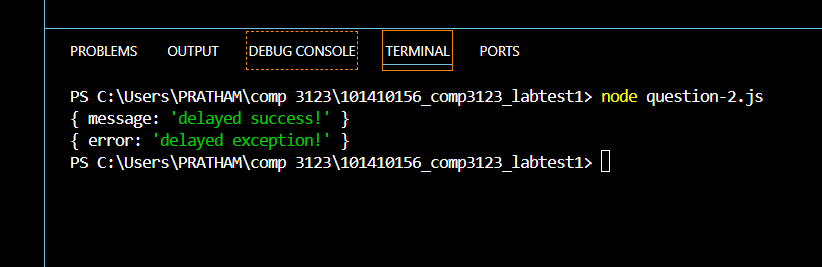 PROBLEMS OUTPUT DEBUG CONSOLE TERMINAL PORTS
PS C:\Users\PRATHAM\comp 3123\101410156_comp3123_labtest1> node question-2.js
{ message: 'delayed success!' }
{ error: 'delayed exception!' }
PS C:\Users\PRATHAM\comp 3123\101410156_comp3123_labtest1>